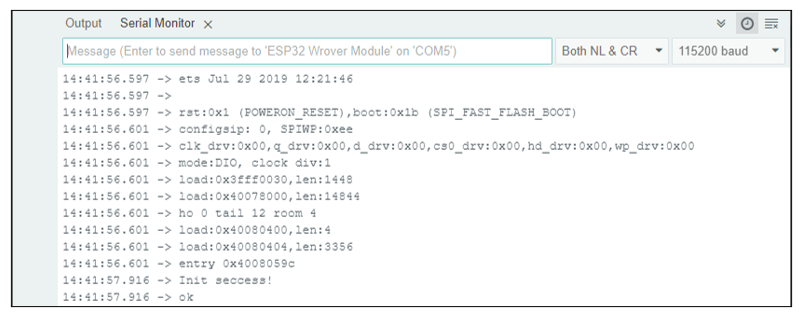 Output Serial Monitor ×
Message (Enter to send message to 'ESP32 Wrover Module' on 'COM5') Both NL & CR 115200 baud
14:41:56.597 -> ets Jul 29 2019 12:21:46
14:41:56.597 ->
14:41:56.597 -> rst:0x1 (POWERON_RESET),boot:0x1b (SPI_FAST_FLASH_BOOT)
14:41:56.601 -> configsip: 0, SPIWP:0xee
14:41:56.601 -> clk_drv:0x00,q_drv:0x00,d_drv:0x00,cs0_drv:0x00,hd_drv:0x00,wp_drv:0x00
14:41:56.601 -> mode:DIO, clock div:1
14:41:56.601 -> load:0x3fff0030,len:1448
14:41:56.601 -> load:0x40078000,len:14844
14:41:56.601 -> ho 0 tail 12 room 4
14:41:56.601 -> load:0x40080400,len:4
14:41:56.601 -> load:0x40080404,len:3356
14:41:56.601 -> entry 0x4008059c
14:41:57.916 -> Init seccess!
14:41:57.916 -> ok